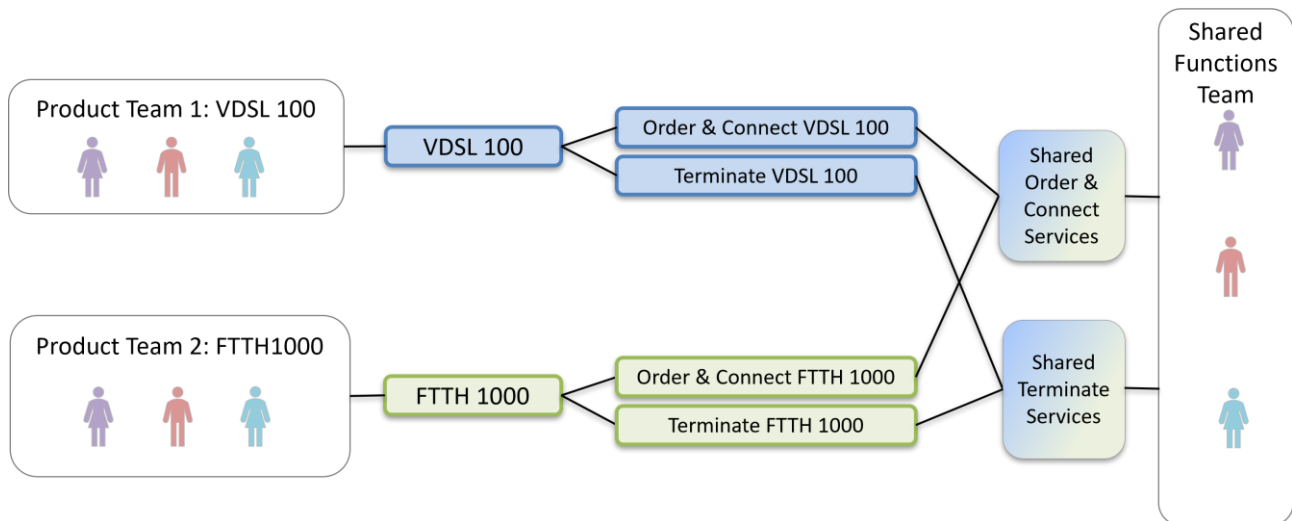 Product Team 1: VDSL 100
VDSL 100
Order & Connect VDSL 100
Terminate VDSL 100
Product Team 2: FTTH1000
FTTH 1000
Order & Connect FTTH 1000
Terminate FTTH 1000
Shared
Order &
Connect
Services
Shared
Terminate
Services
Shared
Functions
Team